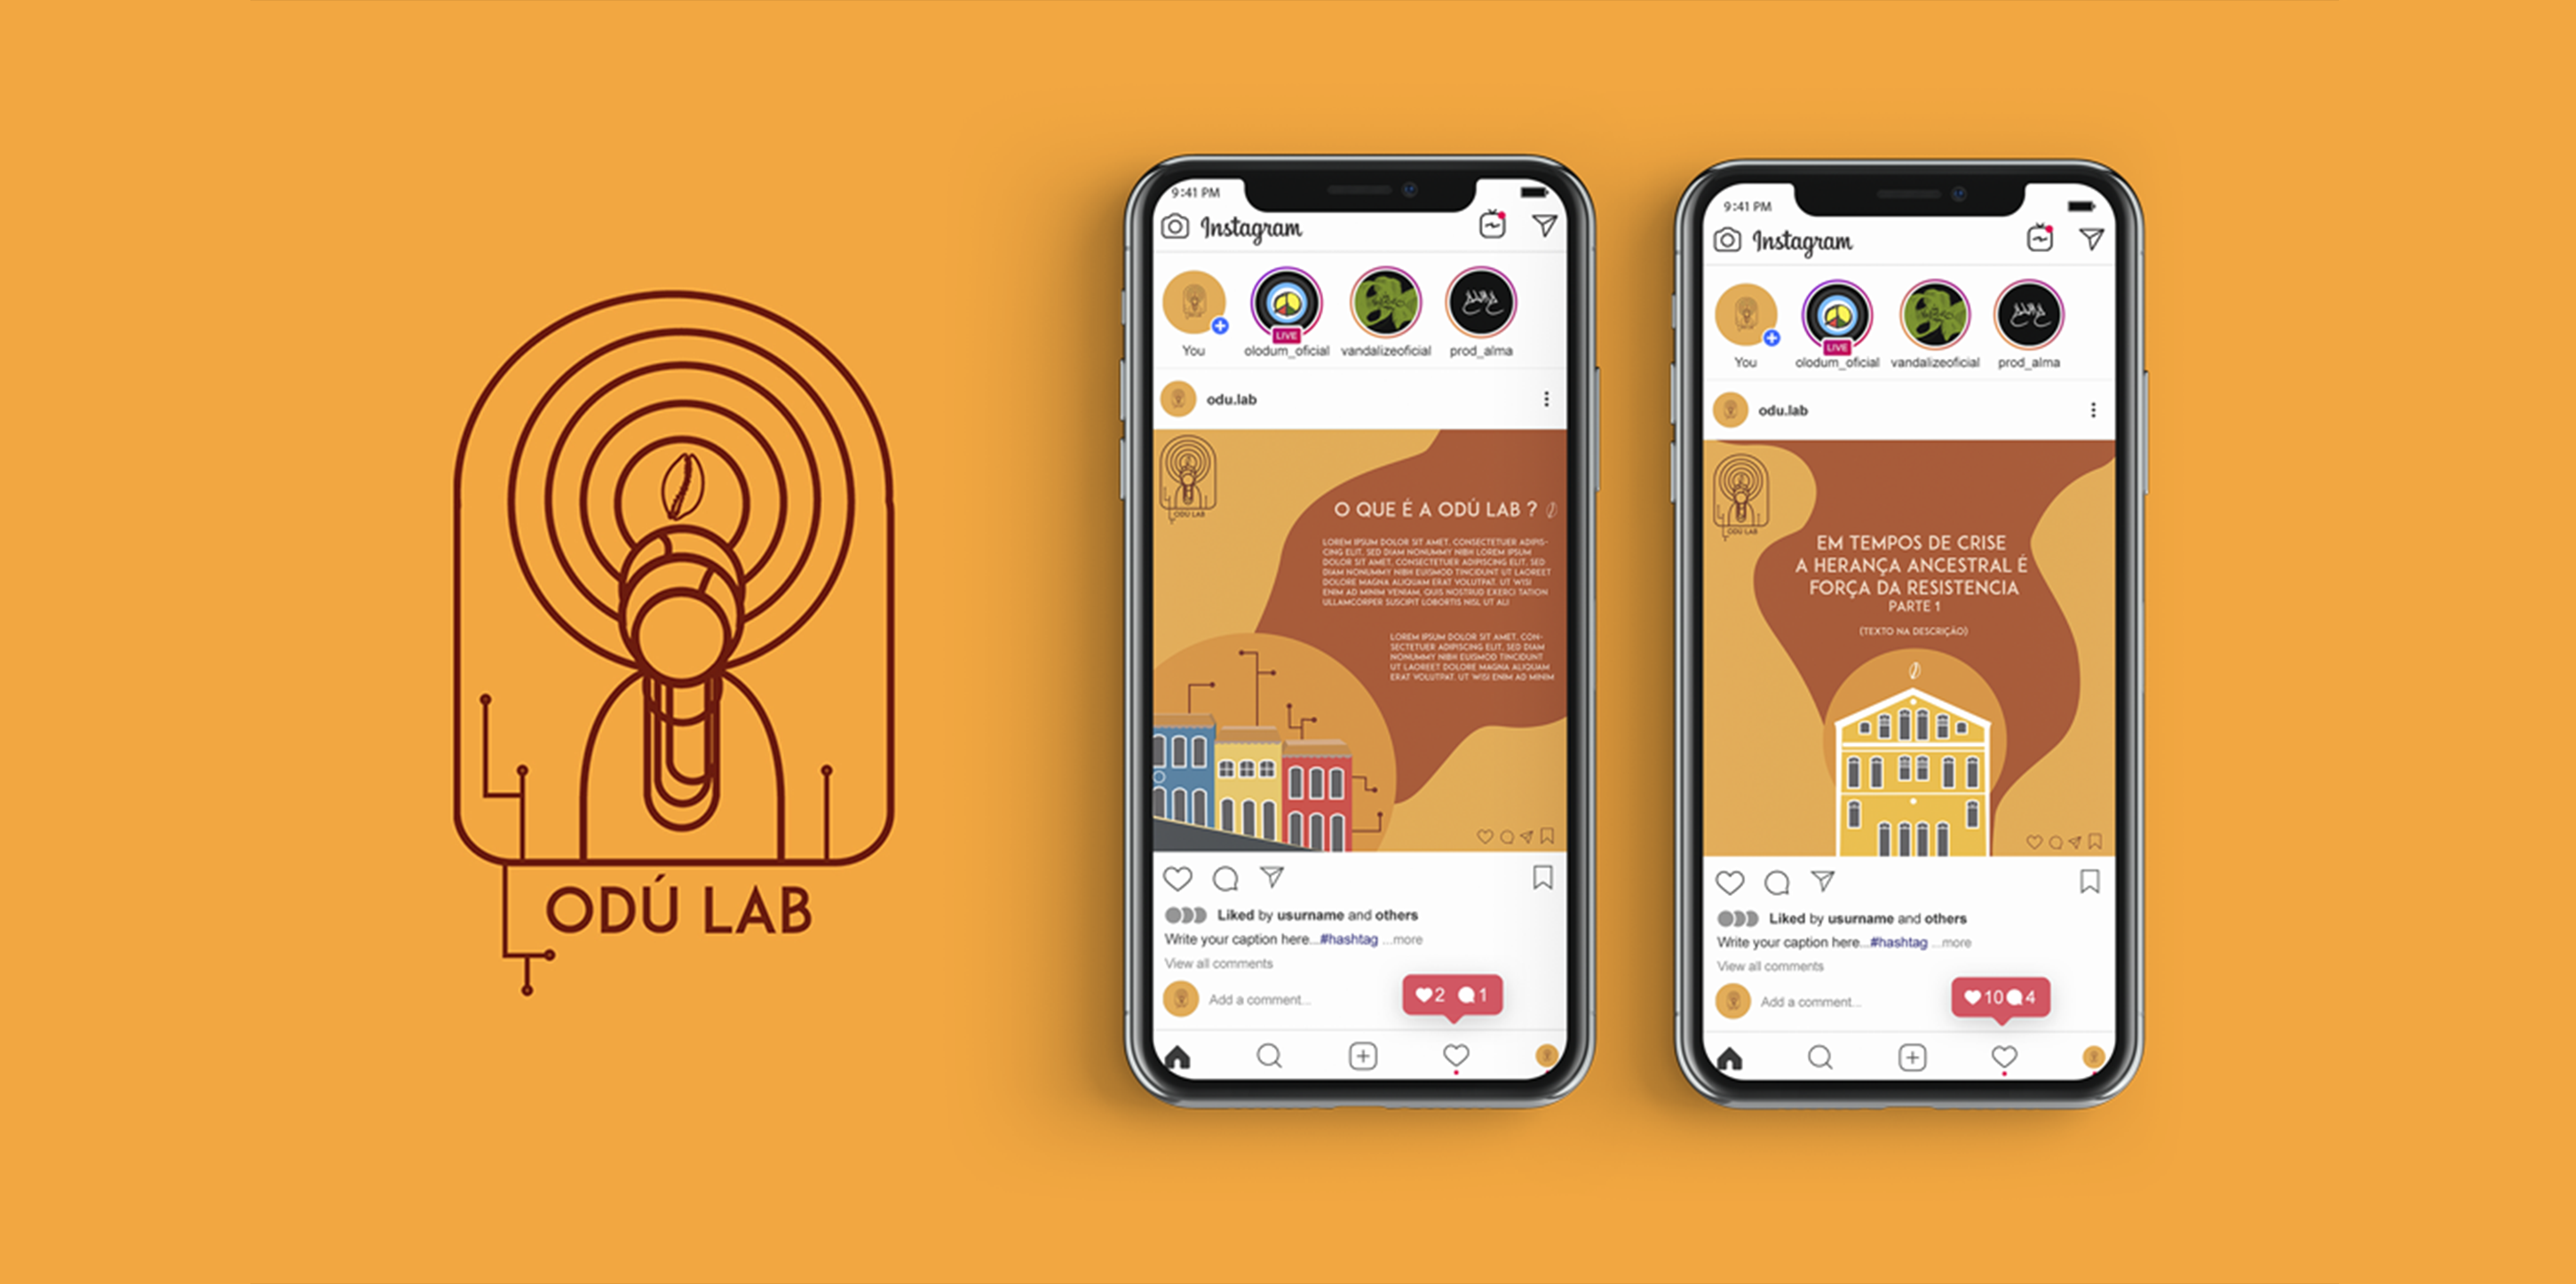 ODÚ LAB
9:41 PM
Instagram
LIVE
You
olodum_oficial
vandalizeoficial
prod_alma
odu.lab
ODÚ LAB
O QUE É A ODÚ LAB ?
LOREM IPSUM DOLOR SIT AMET, CONSECTETUER ADIPIS-
CING ELIT, SED DIAM NONUMMY NIBH LOREM IPSUM
DOLOR SIT AMET, CONSECTETUER ADIPISCING ELIT, SED
DIAM NONUMMY NIBH EUISMOD TINCIDUNT UT LAOREET
DOLORE MAGNA ALIQUAM ERAT VOLUTPAT. UT WISI
ENIM AD MINIM VENIAM, QUIS NOSTRUD EXERCI TATION
ULLAMCORPER SUSCIPIT LOBORTIS NISL UT ALI
LOREM IPSUM DOLOR SIT AMET, CON-
SECTETUER ADIPISCING ELIT, SED DIAM
NONUMMY NIBH EUISMOD TINCIDUNT
UT LAOREET DOLORE MAGNA ALIQUAM
ERAT VOLUTPAT. UT WISI ENIM AD MINIM
Liked by usurname and others
Write your caption here...#hashtag ...more
View all comments
Add a comment...
2 1
9:41 PM
Instagram
LIVE
You
olodum_oficial
vandalizeoficial
prod_alma
odu.lab
ODÚ LAB
EM TEMPOS DE CRISE
A HERANÇA ANCESTRAL É
FORÇA DA RESISTENCIA
PARTE 1
(TEXTO NA DESCRIÇÃO)
Liked by usurname and others
Write your caption here...#hashtag ...more
View all comments
Add a comment...
10 4